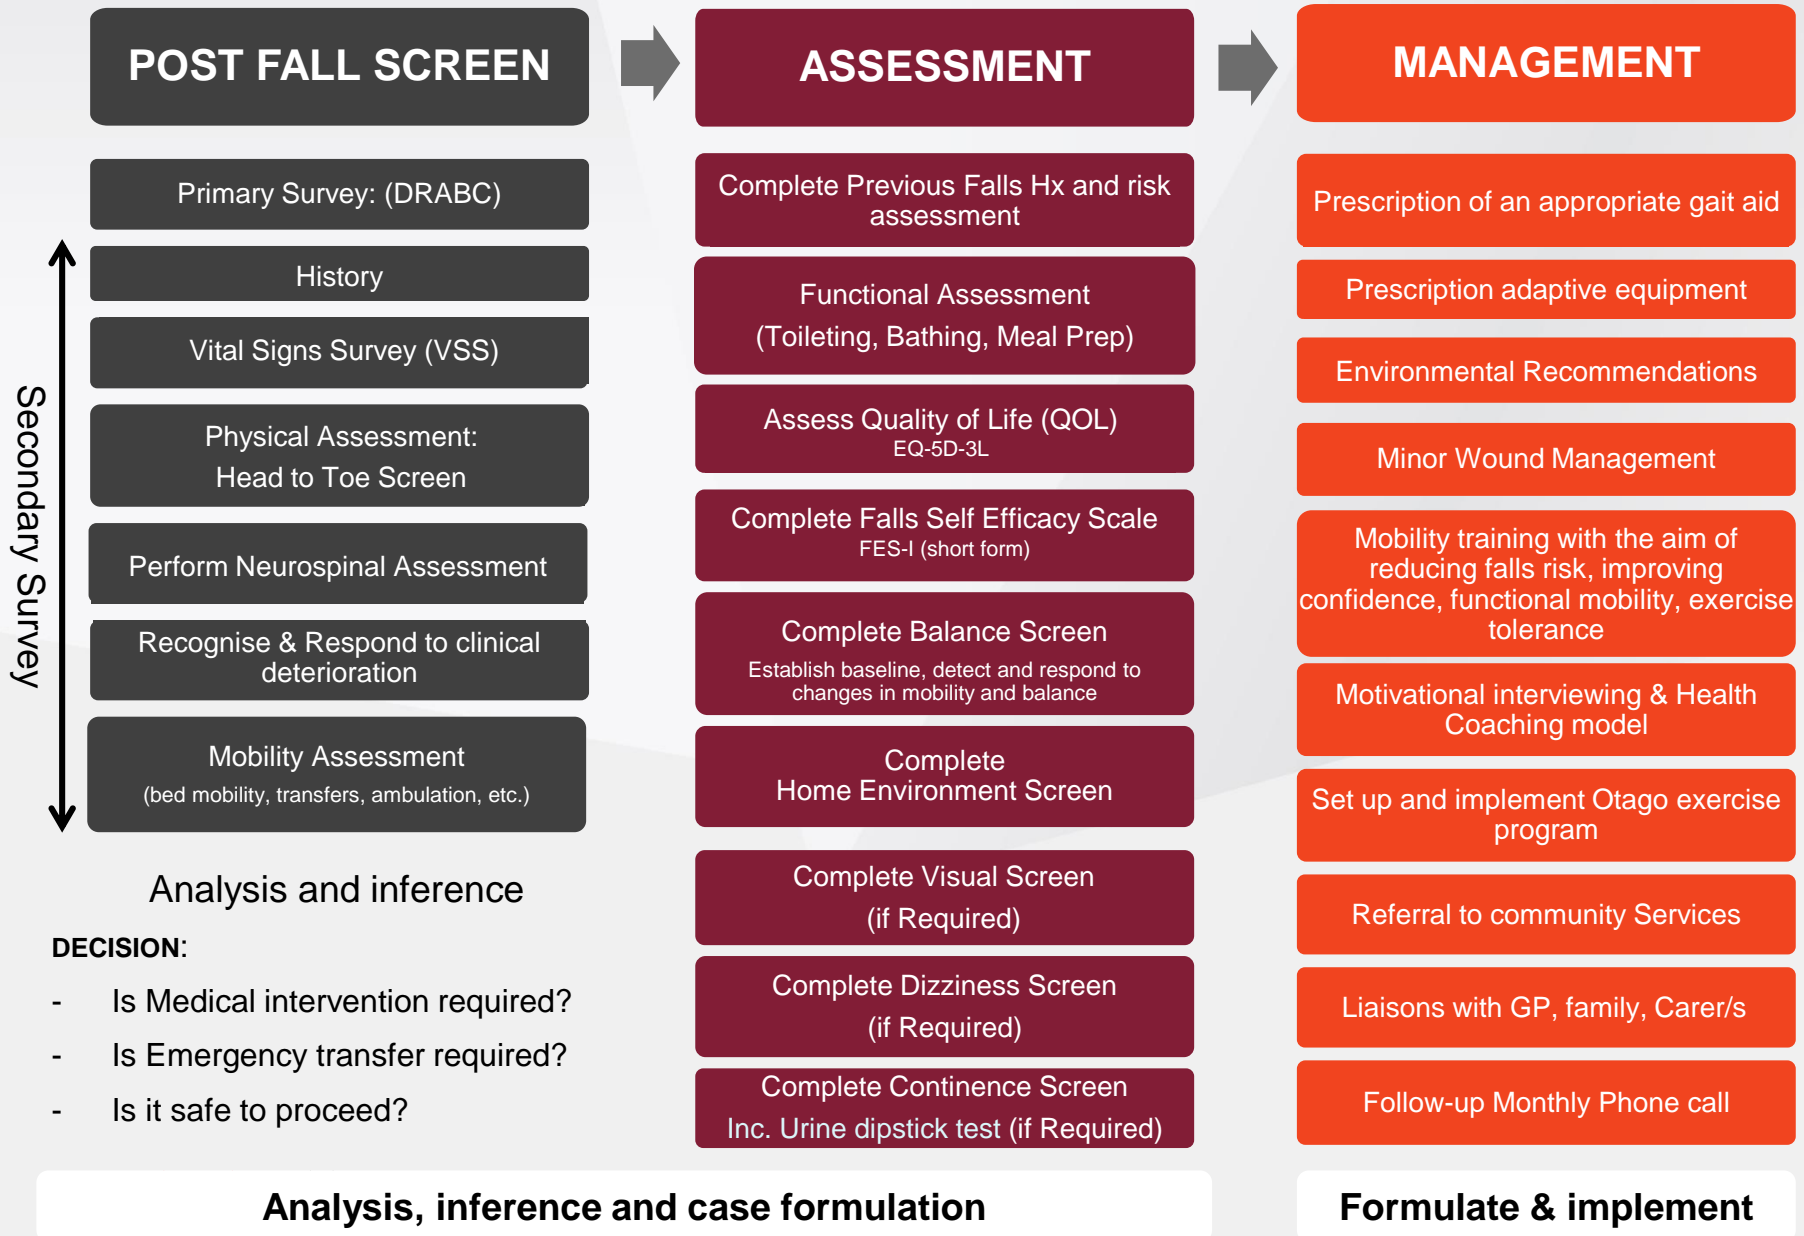 POST FALL SCREEN
Primary Survey: (DRABC)
Secondary Survey
History
Vital Signs Survey (VSS)
Physical Assessment:
Head to Toe Screen
Perform Neurospinal Assessment
Recognise & Respond to clinical
deterioration
Mobility Assessment
(bed mobility, transfers, ambulation, etc.)
Analysis and inference
DECISION:
- Is Medical intervention required?
- Is Emergency transfer required?
- Is it safe to proceed?
ASSESSMENT
Complete Previous Falls Hx and risk
assessment
Functional Assessment
(Toileting, Bathing, Meal Prep)
Assess Quality of Life (QOL)
EQ-5D-3L
Complete Falls Self Efficacy Scale
FES-I (short form)
Complete Balance Screen
Establish baseline, detect and respond to
changes in mobility and balance
Complete
Home Environment Screen
Complete Visual Screen
(if Required)
Complete Dizziness Screen
(if Required)
Complete Continence Screen
Inc. Urine dipstick test (if Required)
Analysis, inference and case formulation
MANAGEMENT
Prescription of an appropriate gait aid
Prescription adaptive equipment
Environmental Recommendations
Minor Wound Management
Mobility training with the aim of
reducing falls risk, improving
confidence, functional mobility, exercise
tolerance
Motivational interviewing & Health
Coaching model
Set up and implement Otago exercise
program
Referral to community Services
Liaisons with GP, family, Carer/s
Follow-up Monthly Phone call
Formulate & implement